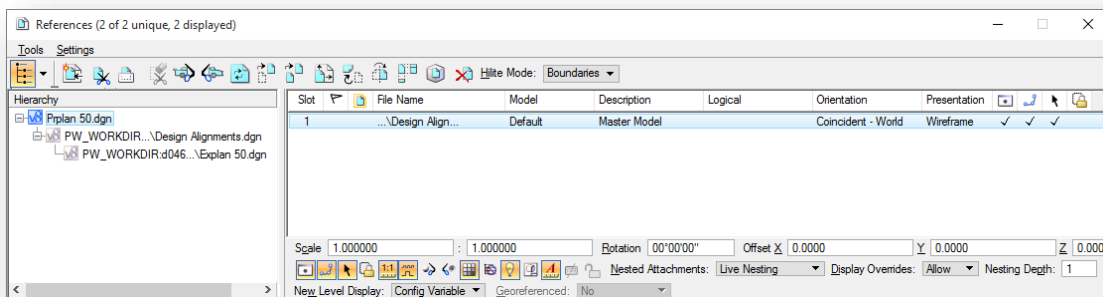 References (2 of 2 unique, 2 displayed)
Tools Settings
Hilite Mode: Boundaries
Hierarchy
Slot File Name Model Description Logical Orientation Presentation
Prplan 50.dgn
1 ...\Design Align... Default Master Model Coincident - World Wireframe
PW_WORKDIR...\Design Alignments.dgn
PW_WORKDIR:d046...\Explan 50.dgn
Scale 1.000000 : 1.000000 Rotation 00°00'00" Offset X 0.0000 Y 0.0000 Z 0.000
1:1 Nested Attachments: Live Nesting Display Overrides: Allow Nesting Depth: 1
New Level Display: Config Variable Georeferenced: No